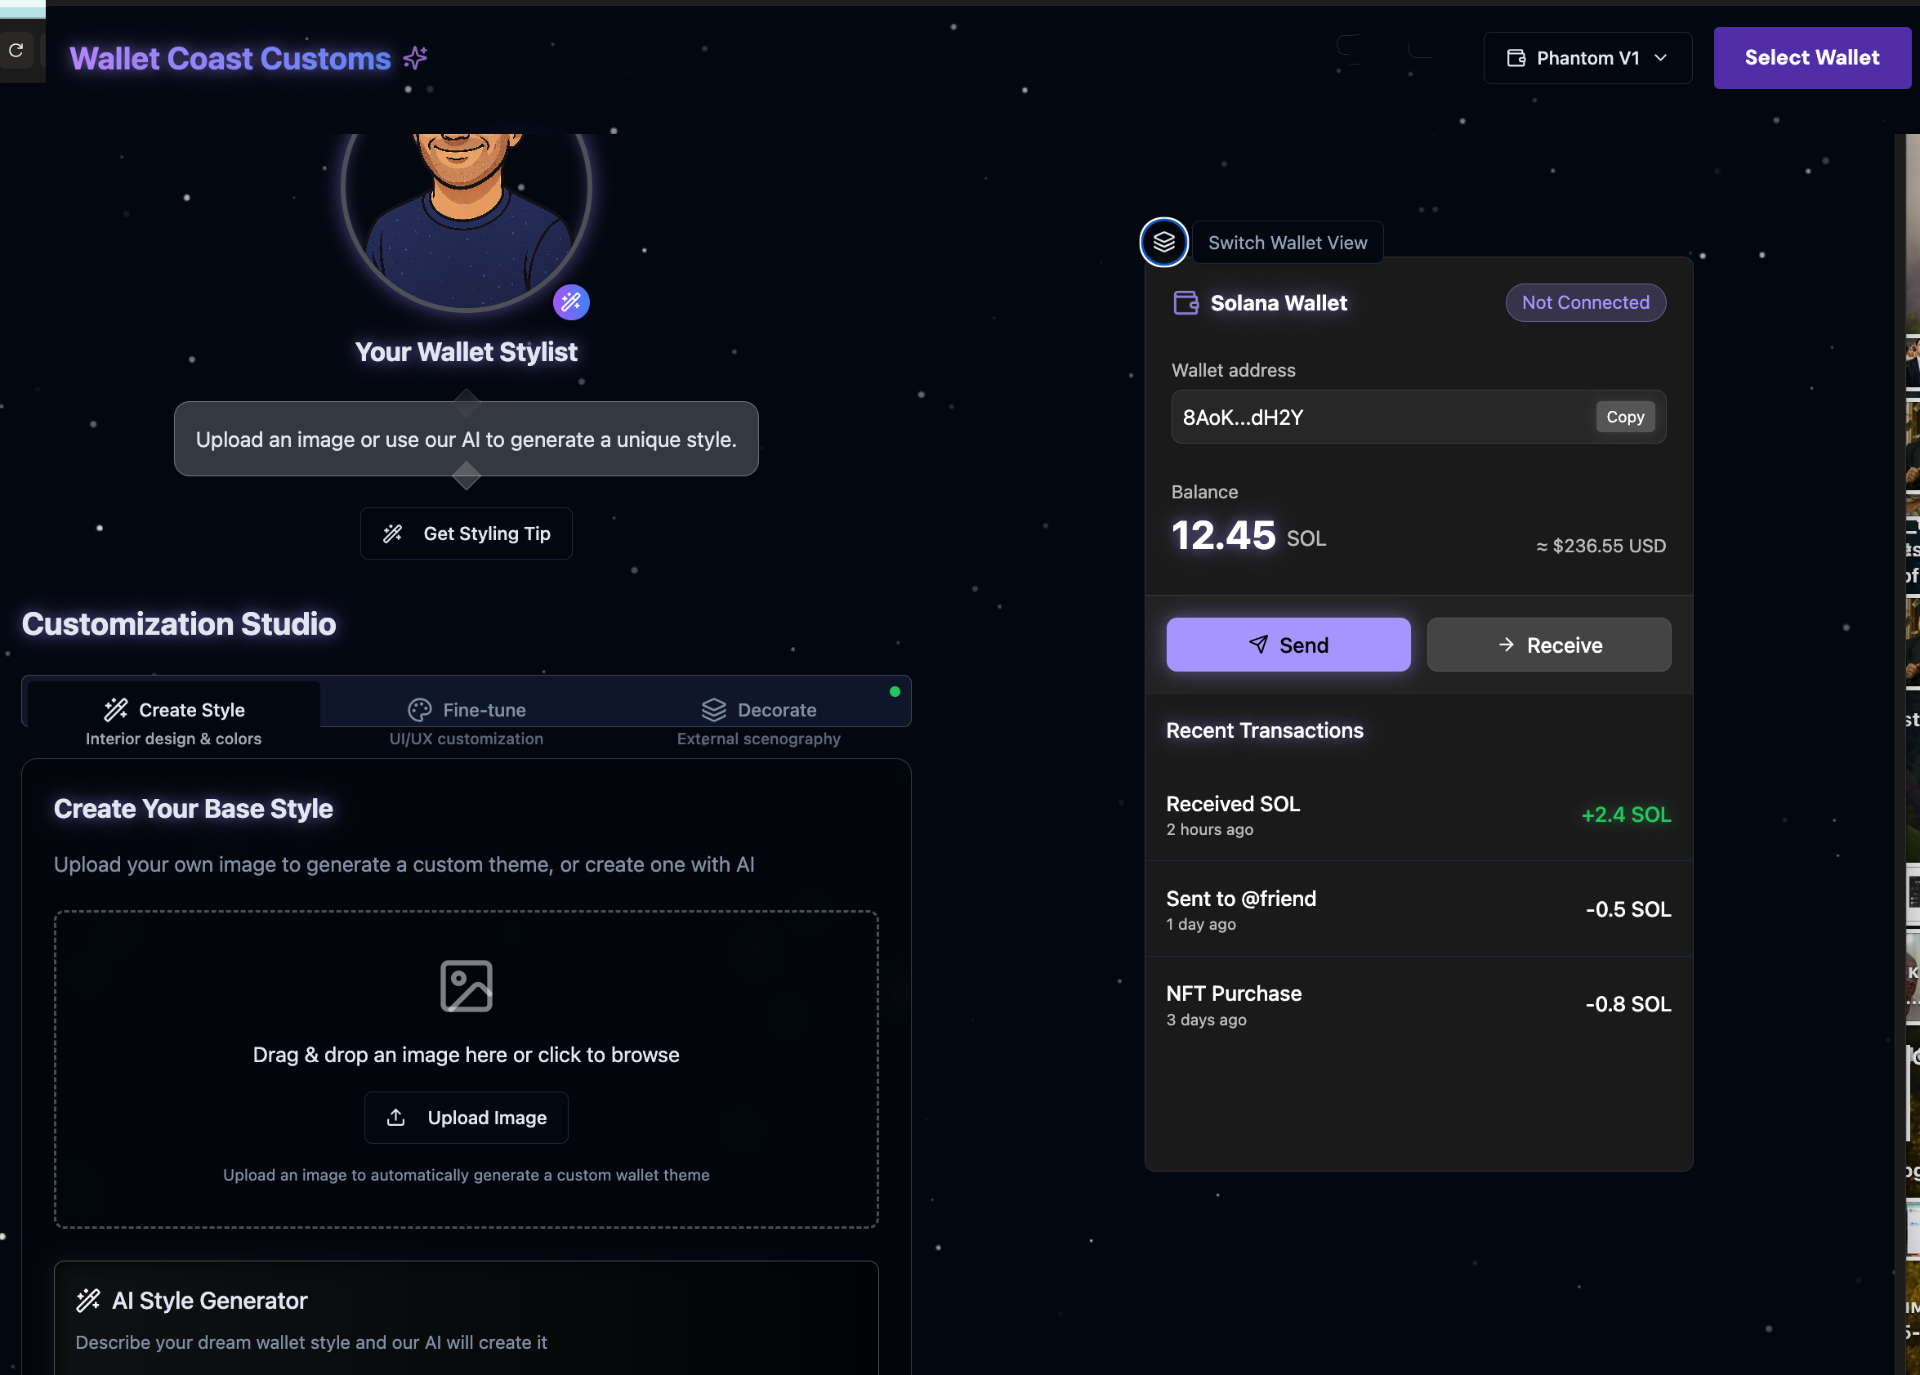 Wallet Coast Customs
Phantom V1
Select Wallet
Your Wallet Stylist
Upload an image or use our AI to generate a unique style.
Get Styling Tip
Customization Studio
Create Style
Interior design & colors
Fine-tune
UI/UX customization
Decorate
External scenography
Create Your Base Style
Upload your own image to generate a custom theme, or create one with AI
Drag & drop an image here or click to browse
Upload Image
Upload an image to automatically generate a custom wallet theme
AI Style Generator
Describe your dream wallet style and our AI will create it
Switch Wallet View
Solana Wallet
Not Connected
Wallet address
8AoK...dH2Y
Copy
Balance
12.45 SOL
≈ $236.55 USD
Send
Receive
Recent Transactions
Received SOL
2 hours ago
+2.4 SOL
Sent to @friend
1 day ago
-0.5 SOL
NFT Purchase
3 days ago
-0.8 SOL